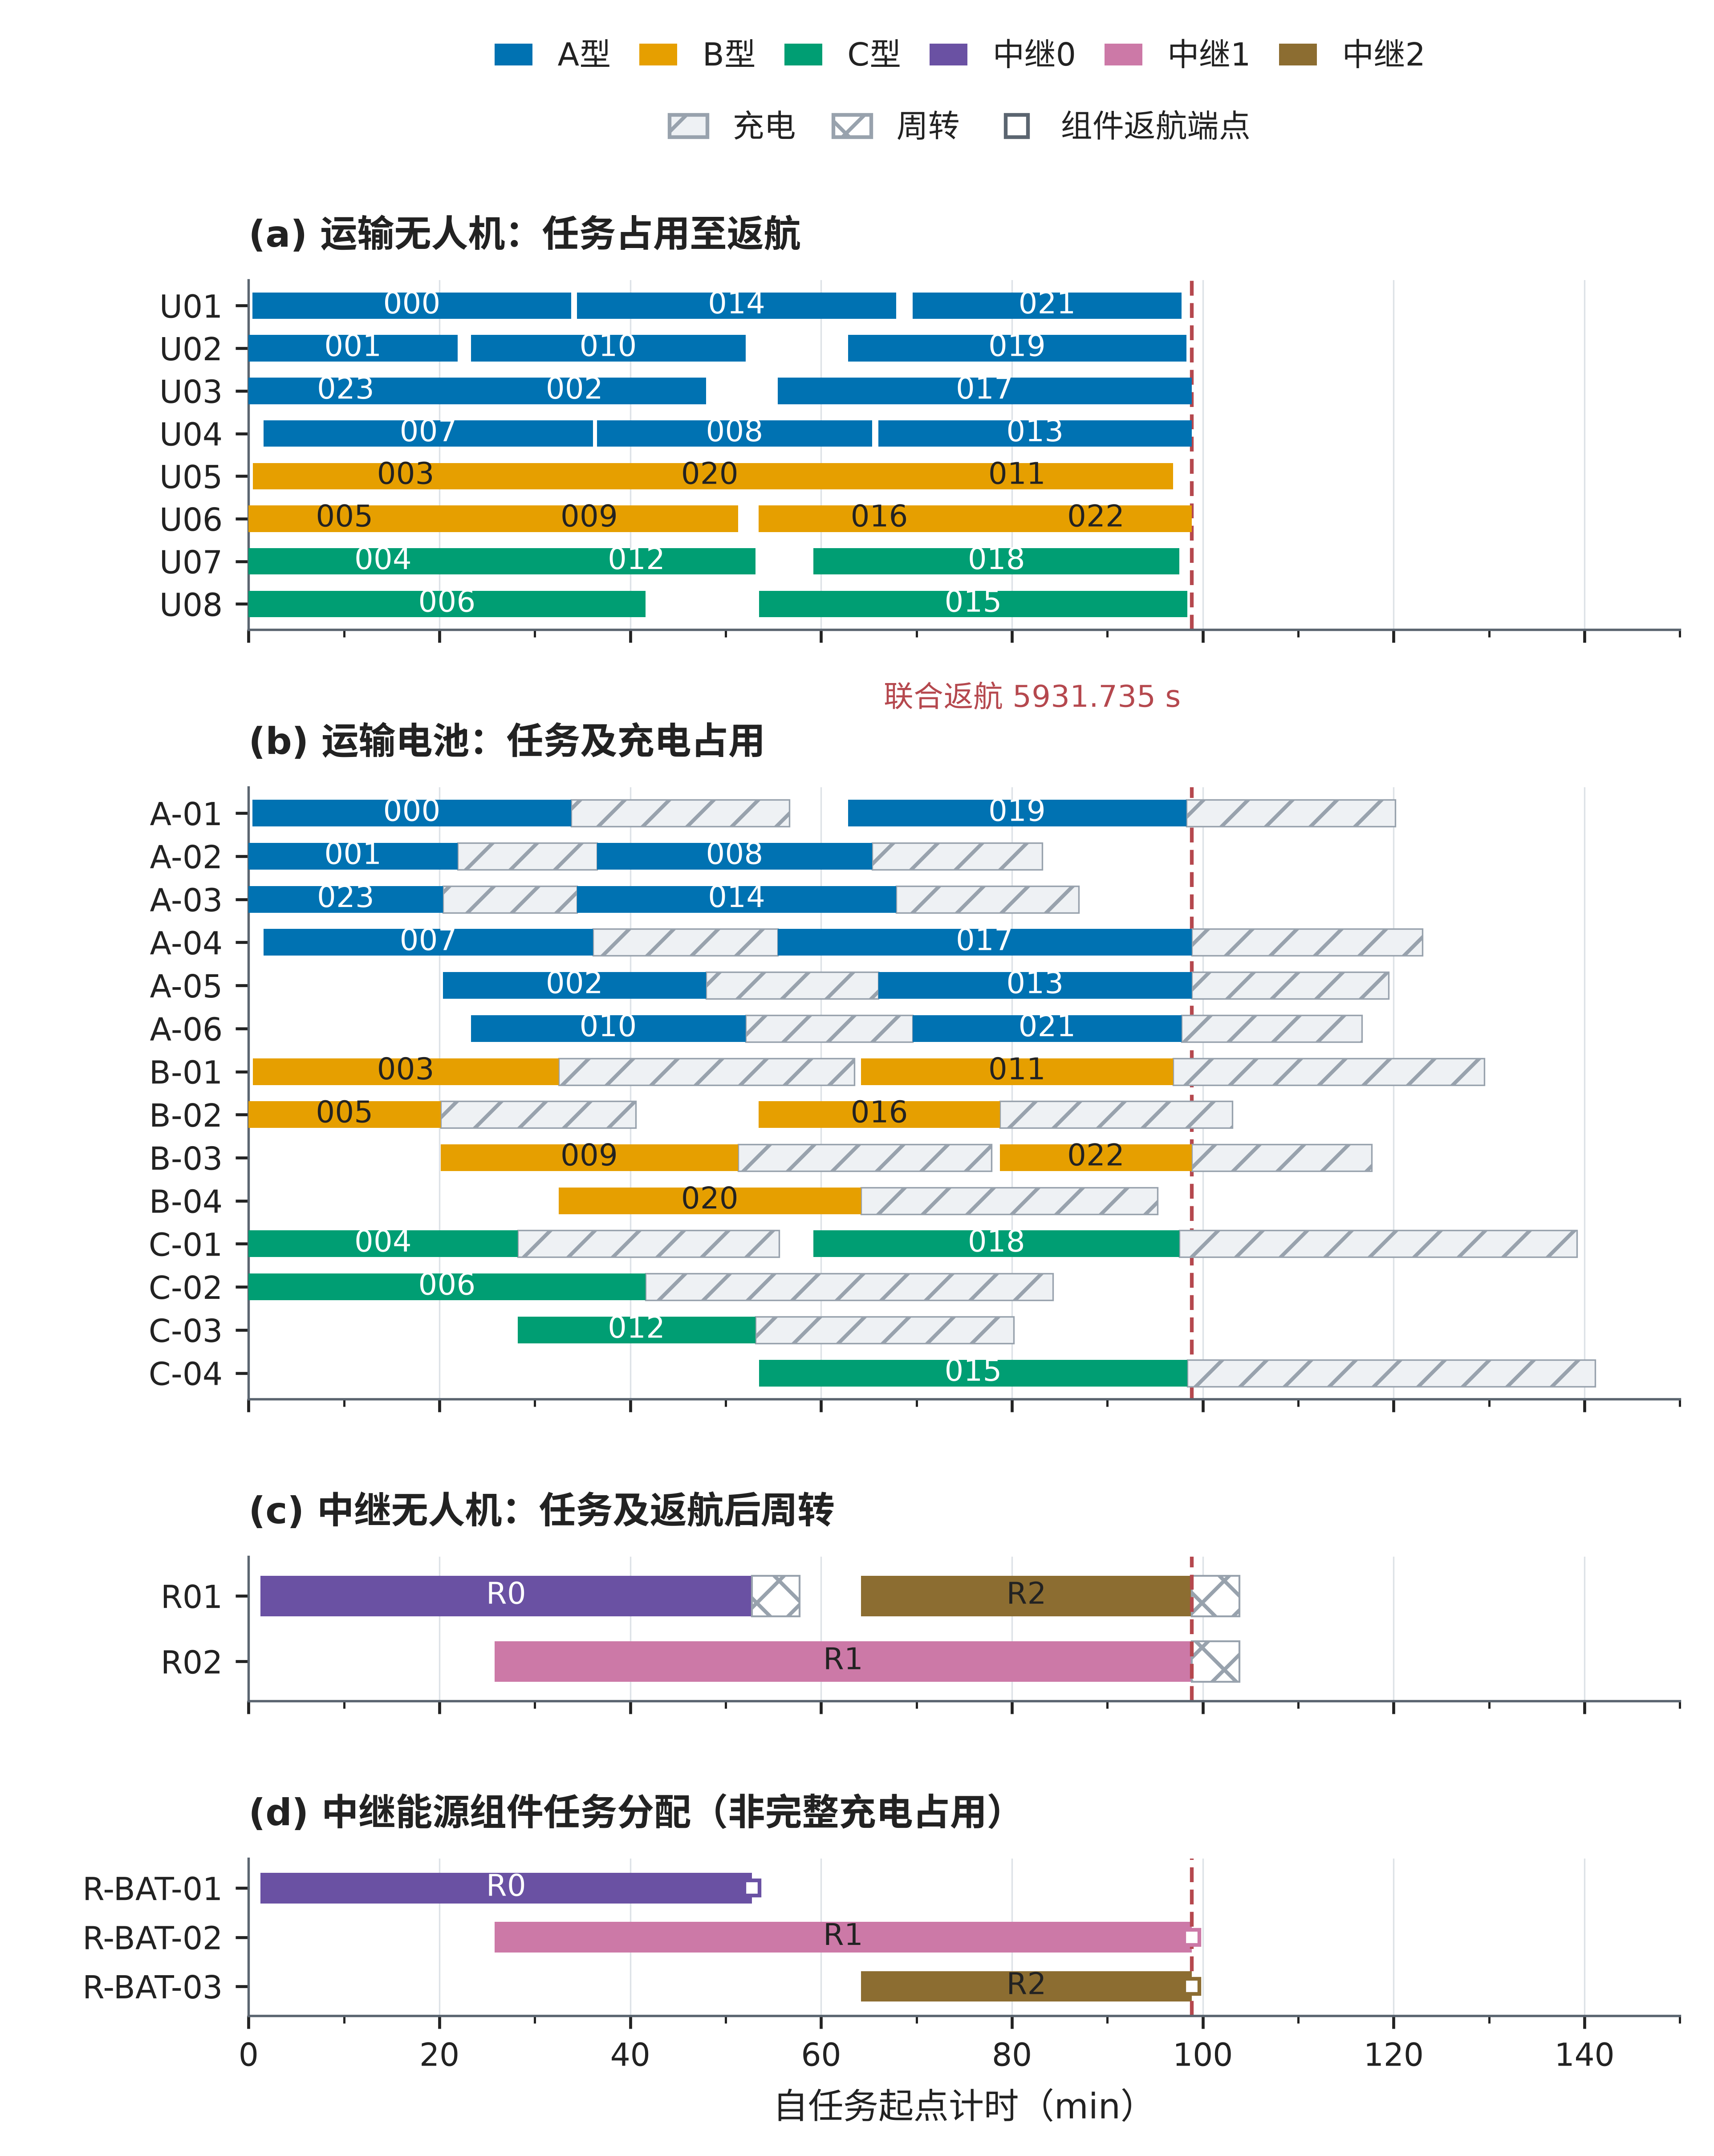 A型 B型 C型 中继0 中继1 中继2
充电 周转 组件返航端点
(a) 运输无人机：任务占用至返航
U01 000 014 021
U02 001 010 019
U03 023 002 017
U04 007 008 013
U05 003 020 011
U06 005 009 016 022
U07 004 012 018
U08 006 015
联合返航 5931.735 s
(b) 运输电池：任务及充电占用
A-01 000 019
A-02 001 008
A-03 023 014
A-04 007 017
A-05 002 013
A-06 010 021
B-01 003 011
B-02 005 016
B-03 009 022
B-04 020
C-01 004 018
C-02 006
C-03 012
C-04 015
(c) 中继无人机：任务及返航后周转
R01 R0 R2
R02 R1
(d) 中继能源组件任务分配（非完整充电占用）
R-BAT-01 R0
R-BAT-02 R1
R-BAT-03 R2
0 20 40 60 80 100 120 140
自任务起点计时（min）